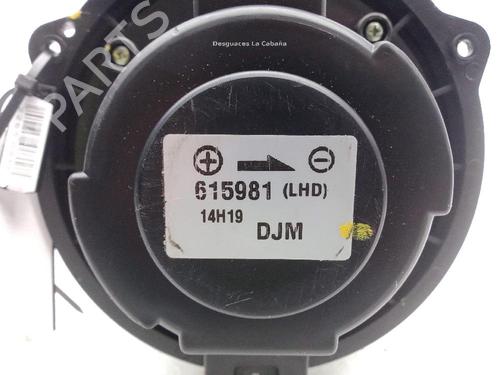 Desguaces La Cabaña
PARTS
615981 (LHD)
14H19
DJM